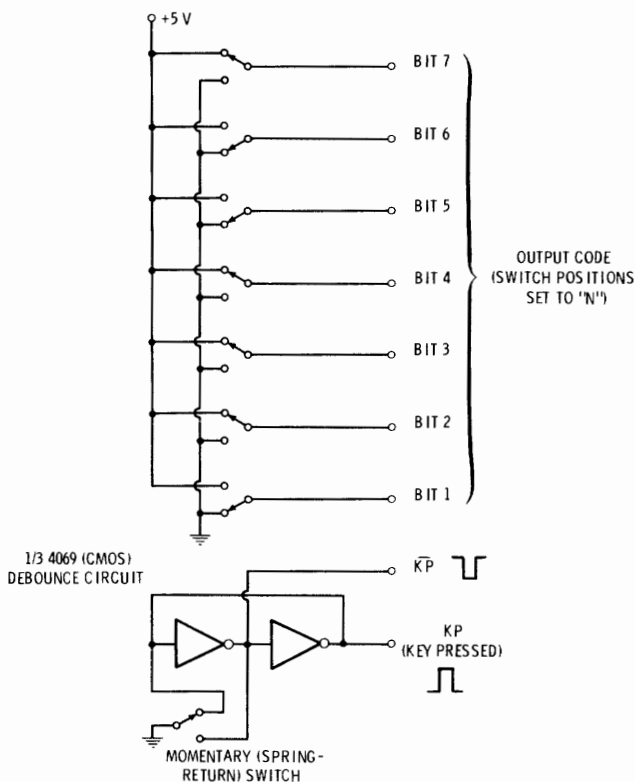 +5 V
BIT 7
BIT 6
BIT 5
BIT 4
BIT 3
BIT 2
BIT 1
OUTPUT CODE
(SWITCH POSITIONS
SET TO "N")
1/3 4069 (CMOS)
DEBOUNCE CIRCUIT
K̅P̅
KP
(KEY PRESSED)
MOMENTARY (SPRING-
RETURN) SWITCH